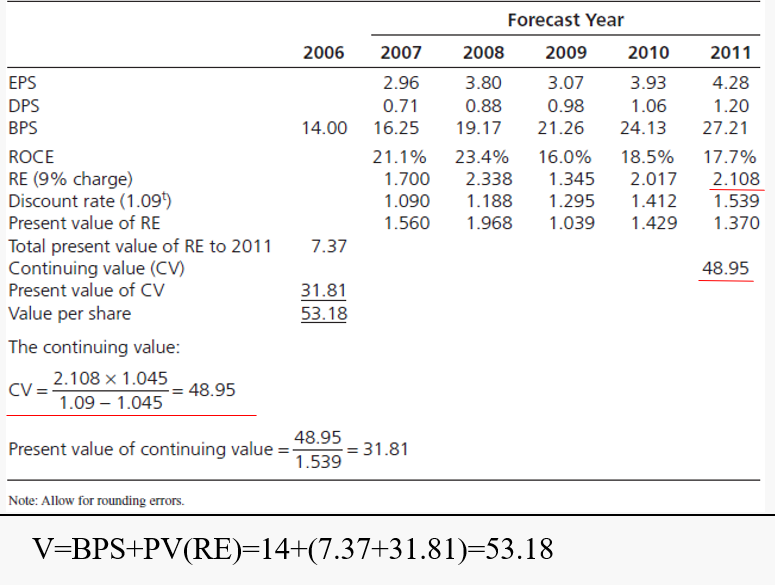 Forecast Year
2006 2007 2008 2009 2010 2011
EPS 2.96 3.80 3.07 3.93 4.28
DPS 0.71 0.88 0.98 1.06 1.20
BPS 14.00 16.25 19.17 21.26 24.13 27.21
ROCE 21.1% 23.4% 16.0% 18.5% 17.7%
RE (9% charge) 1.700 2.338 1.345 2.017 2.108
Discount rate (1.09ᵗ) 1.090 1.188 1.295 1.412 1.539
Present value of RE 1.560 1.968 1.039 1.429 1.370
Total present value of RE to 2011 7.37
Continuing value (CV) 48.95
Present value of CV 31.81
Value per share 53.18
The continuing value:
CV = 2.108 × 1.045 / 1.09 – 1.045 = 48.95
Present value of continuing value = 48.95 / 1.539 = 31.81
Note: Allow for rounding errors.
V=BPS+PV(RE)=14+(7.37+31.81)=53.18